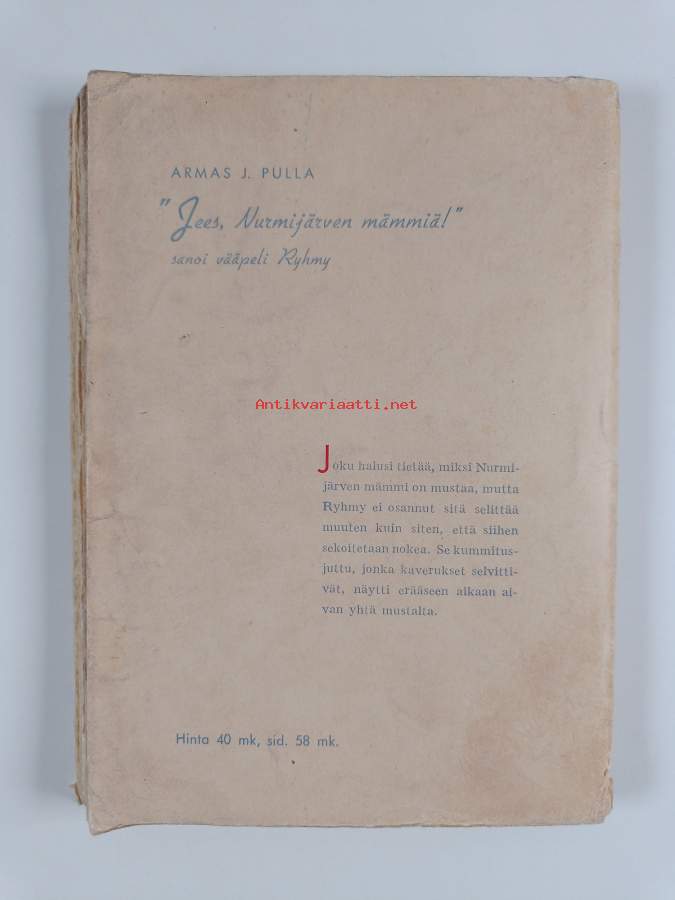 ARMAS J. PULLA
"Jees, Nurmijärven mämmiä!"
sanoi vääpeli Ryhmy
Antikvariaatti.net
Joku halusi tietää, miksi Nurmi-
järven mämmi on mustaa, mutta
Ryhmy ei osannut sitä selittää
muuten kuin siten, että siihen
sekoitetaan nokea. Se kummitus-
juttu, jonka kaverukset selvitti-
vät, näytti erääseen aikaan ai-
van yhtä mustalta.
Hinta 40 mk, sid. 58 mk.